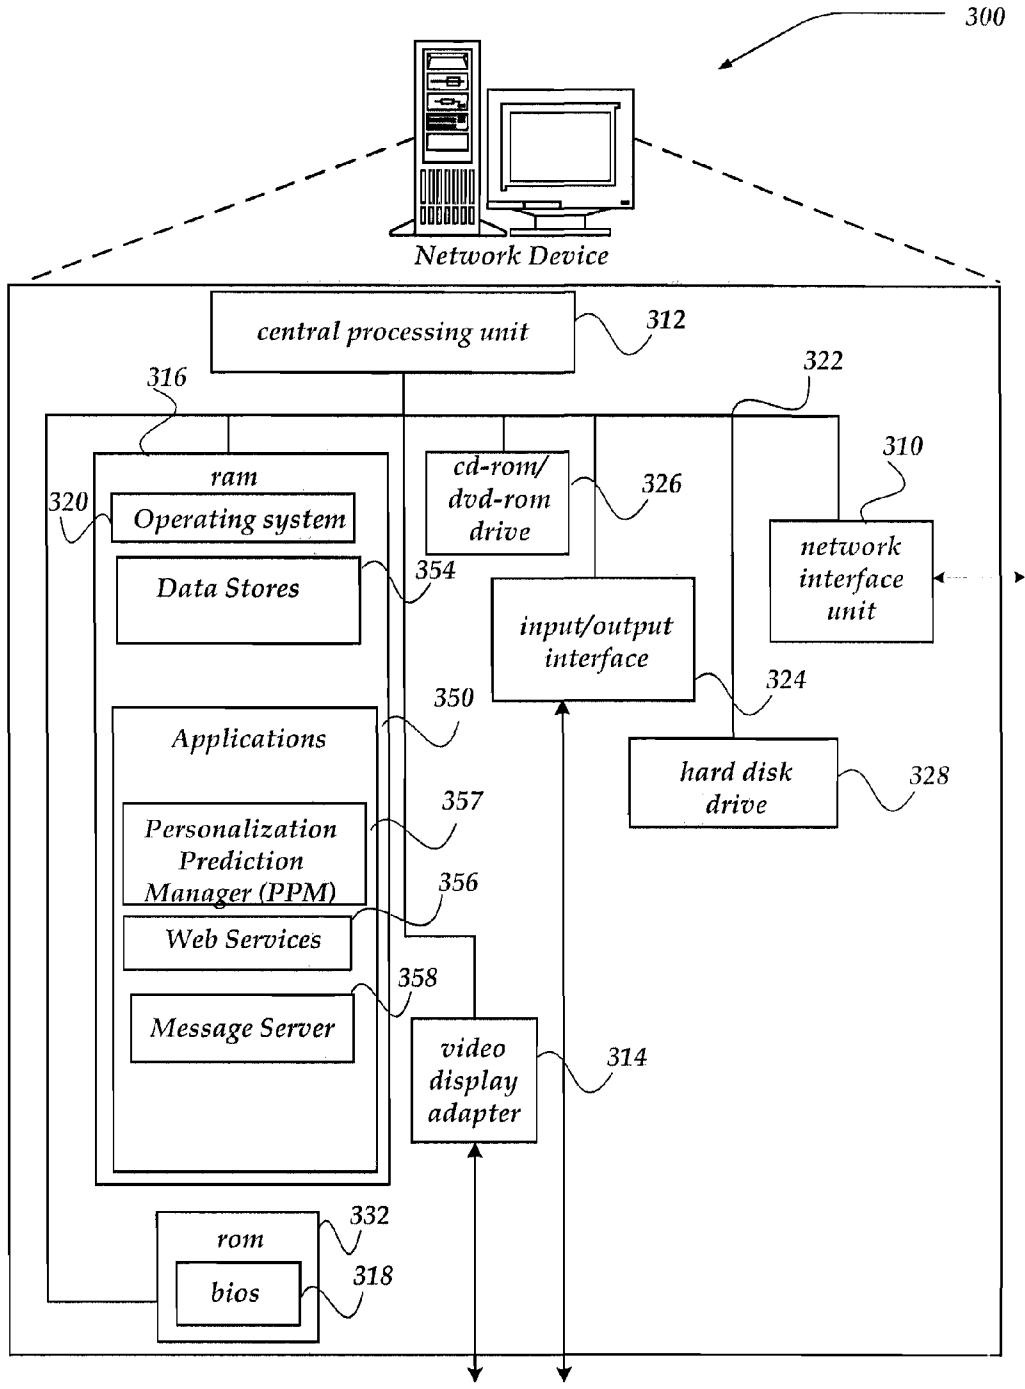 300
Network Device
central processing unit
312
316
322
ram
320
Operating system
354
Data Stores
cd-rom/
dvd-rom
drive
326
310
network
interface
unit
input/output
interface
324
350
Applications
hard disk
drive
328
357
Personalization
Prediction
Manager (PPM)
356
Web Services
358
Message Server
video
display
adapter
314
332
rom
318
bios